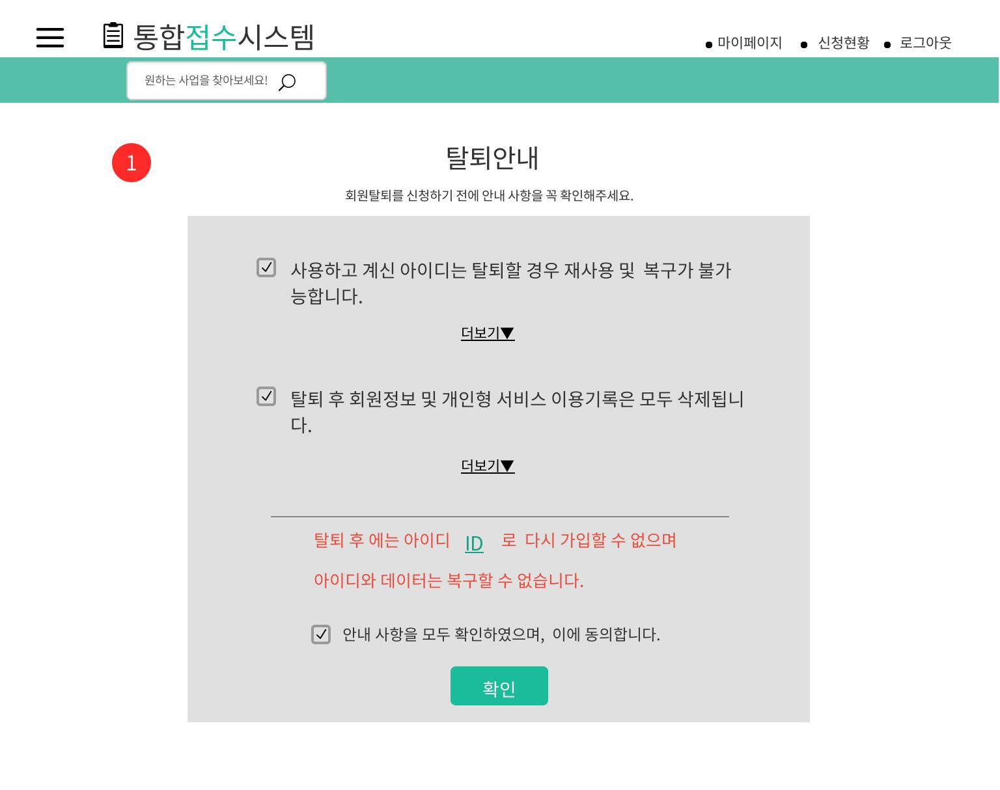 통합접수시스템
마이페이지 신청현황 로그아웃
원하는 사업을 찾아보세요!
1
탈퇴안내
회원탈퇴를 신청하기 전에 안내 사항을 꼭 확인해주세요.
사용하고 계신 아이디는 탈퇴할 경우 재사용 및 복구가 불가
능합니다.
더보기▼
탈퇴 후 회원정보 및 개인형 서비스 이용기록은 모두 삭제됩니
다.
더보기▼
탈퇴 후 에는 아이디 ID 로 다시 가입할 수 없으며
아이디와 데이터는 복구할 수 없습니다.
안내 사항을 모두 확인하였으며, 이에 동의합니다.
확인